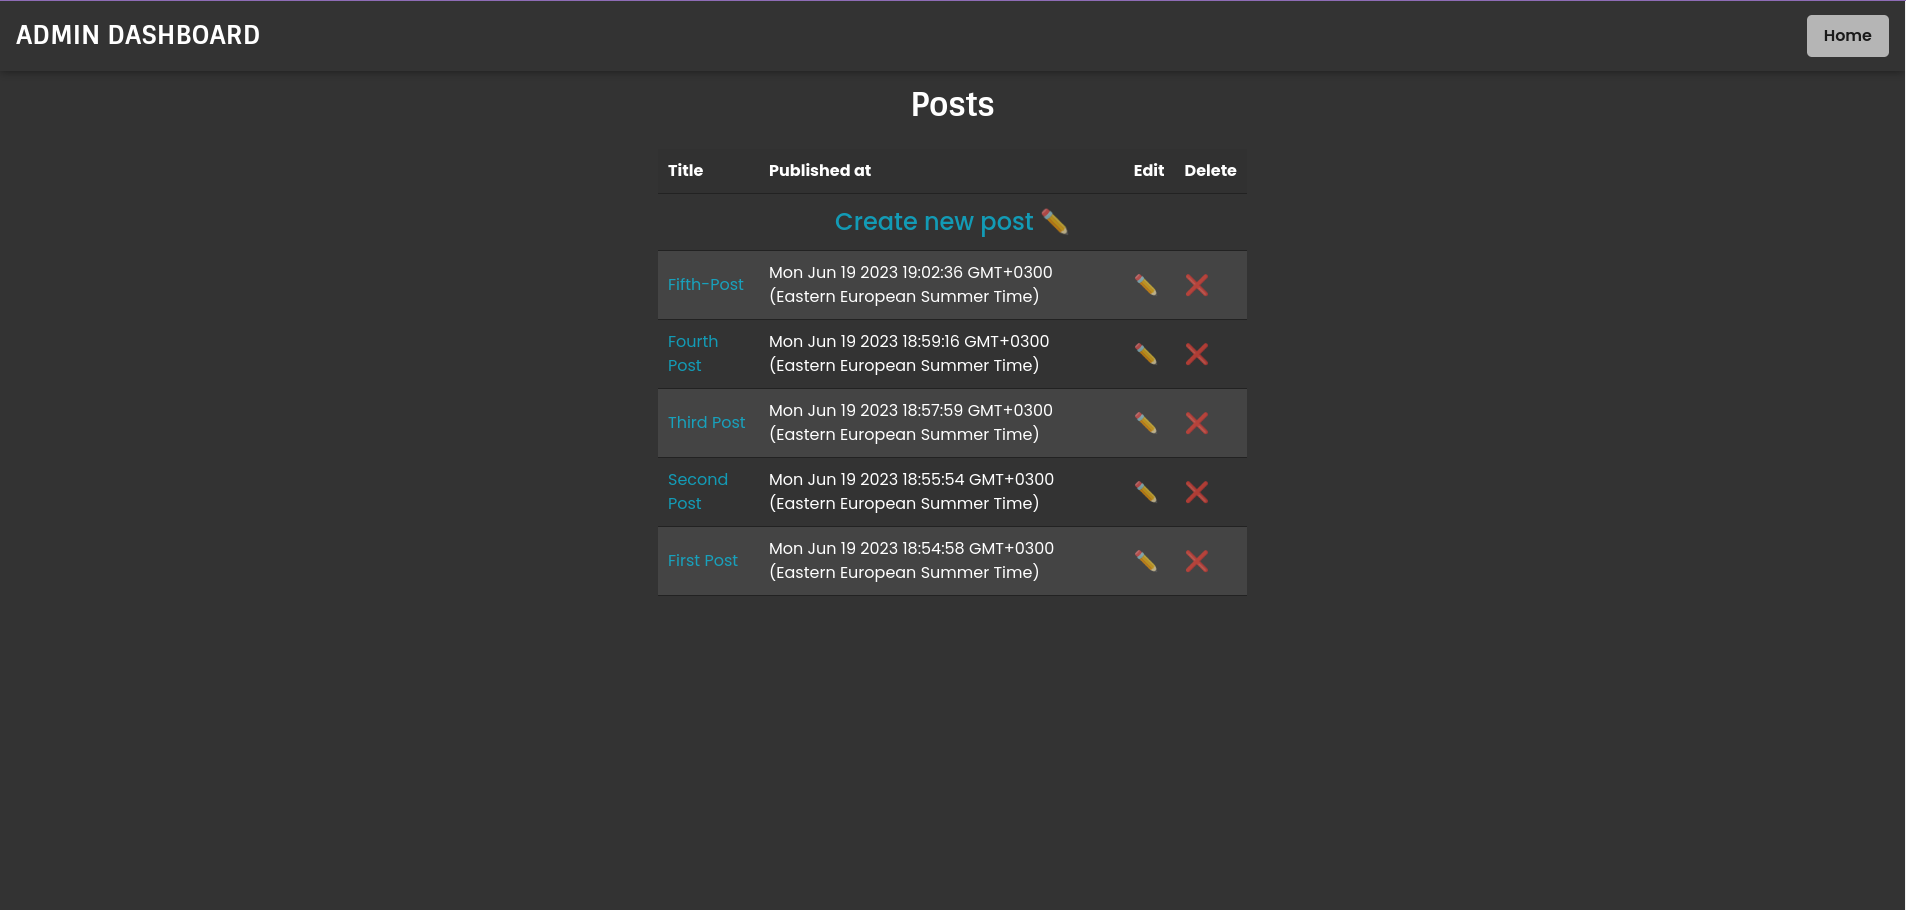 ADMIN DASHBOARD
Home
Posts
Title Published at Edit Delete
Create new post
Fifth-Post
Mon Jun 19 2023 19:02:36 GMT+0300
(Eastern European Summer Time)
Fourth
Post
Mon Jun 19 2023 18:59:16 GMT+0300
(Eastern European Summer Time)
Third Post
Mon Jun 19 2023 18:57:59 GMT+0300
(Eastern European Summer Time)
Second
Post
Mon Jun 19 2023 18:55:54 GMT+0300
(Eastern European Summer Time)
First Post
Mon Jun 19 2023 18:54:58 GMT+0300
(Eastern European Summer Time)